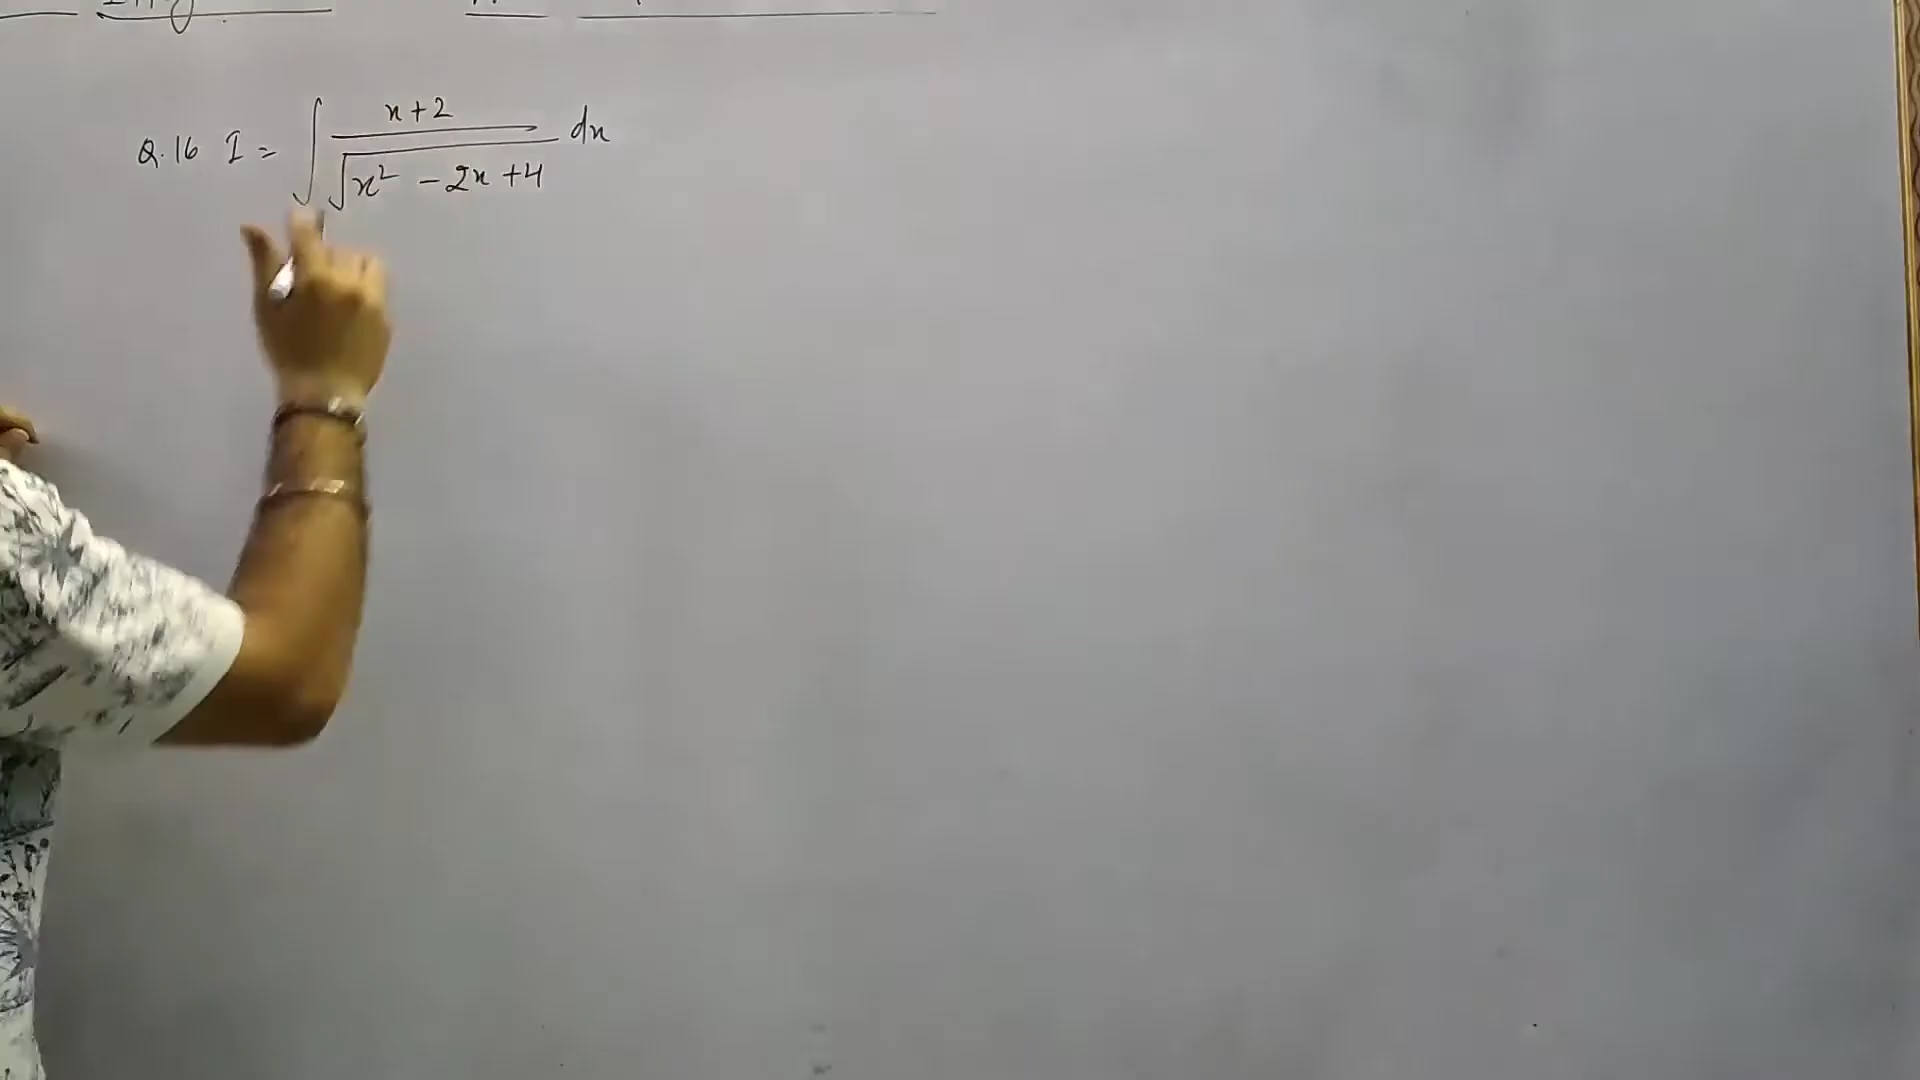 Q.16 I = ∫ x+2 / √(x² - 2x + 4) dx